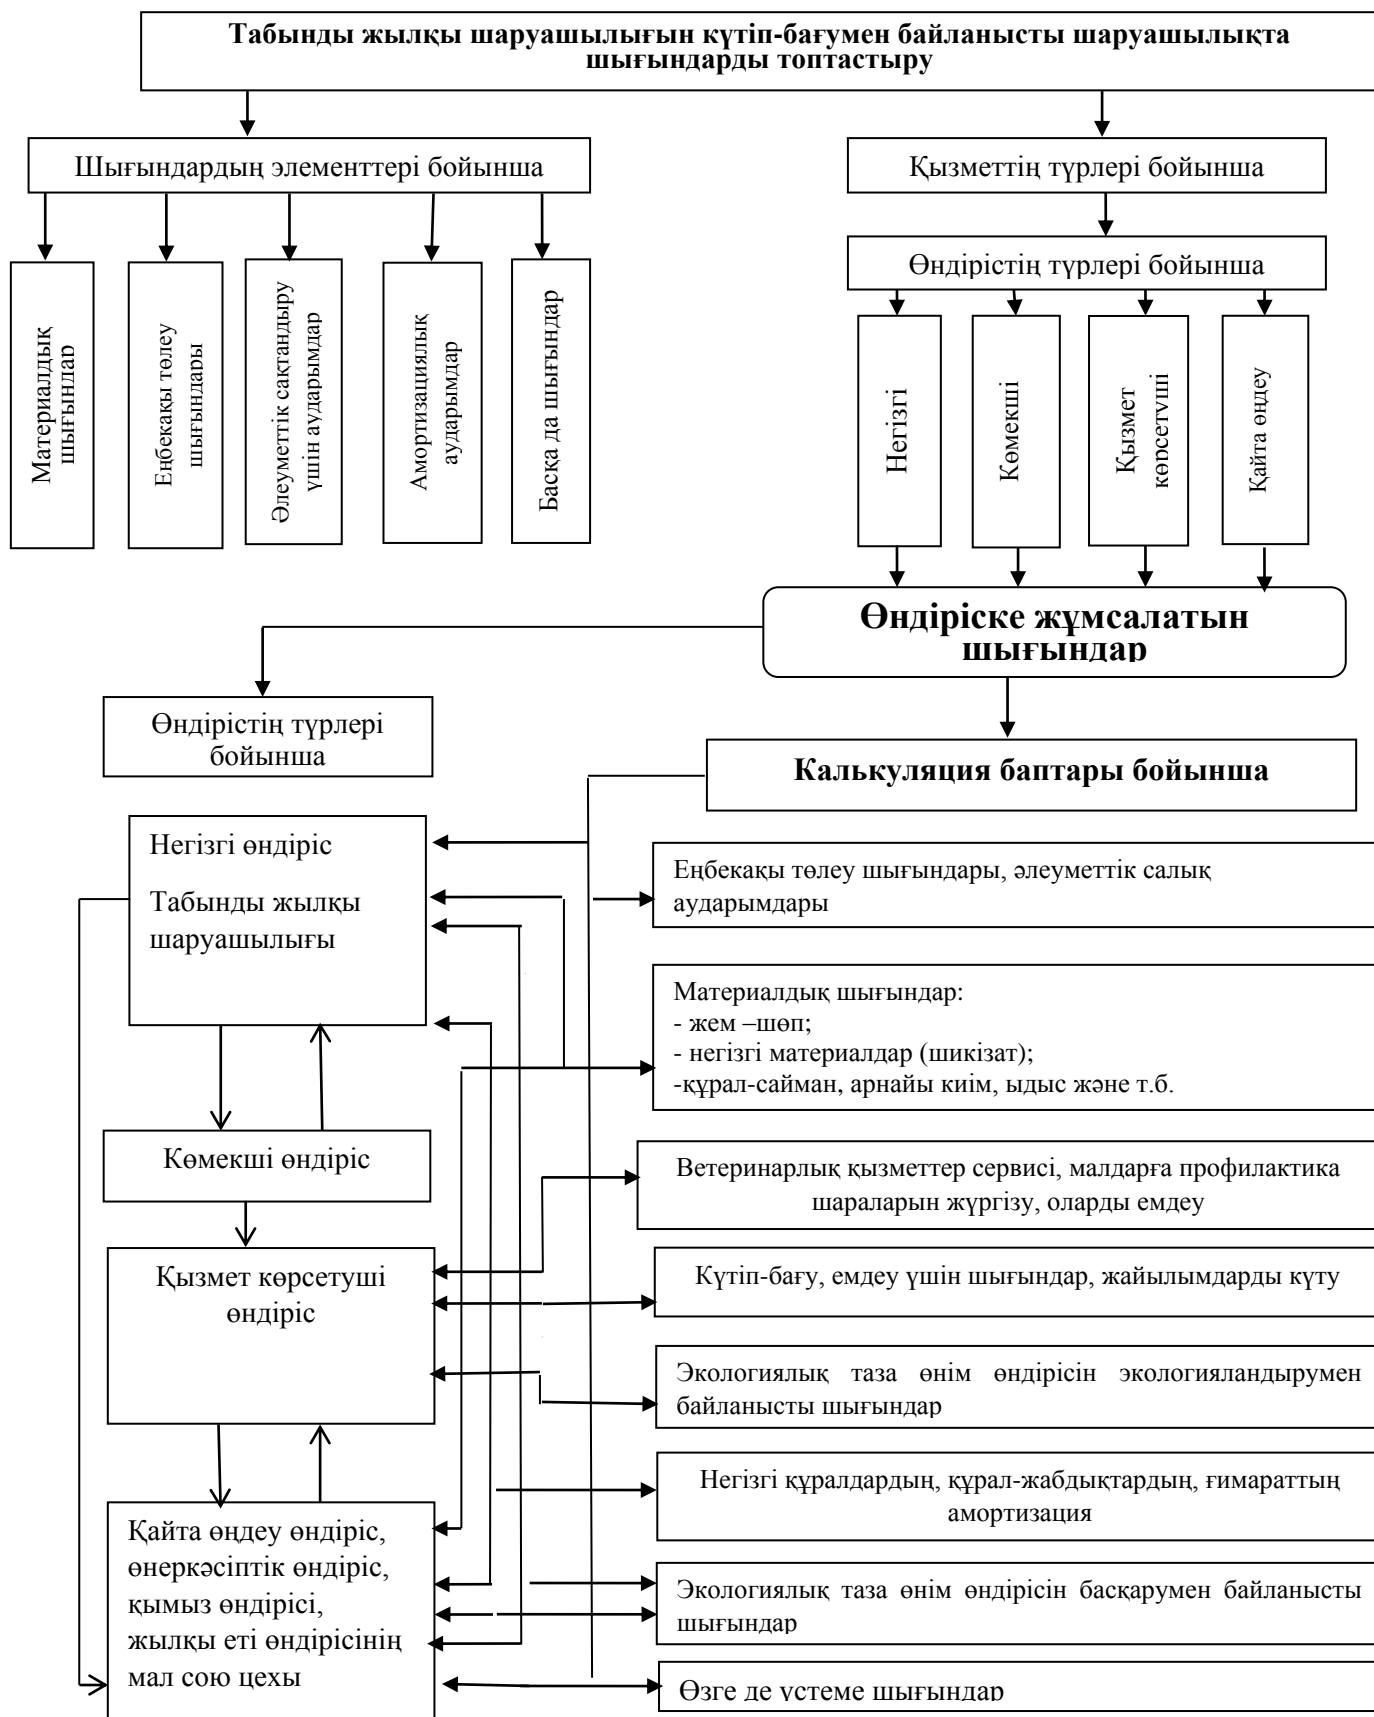 Табынды жылқы шаруашылығын күтіп-бағумен байланысты шаруашылықта
шығындарды топтастыру
Шығындардың элементтері бойынша
Қызметтің түрлері бойынша
Өндірістің түрлері бойынша
Материалдық
шығындар
Еңбекақы төлеу
шығындары
Әлеуметтік сақтандыру
үшін аударымдар
Амортизациялық
аударымдар
Басқа да шығындар
Негізгі
Көмекші
Қызмет
көрсетуші
Қайта өңдеу
Өндіріске жұмсалатын
шығындар
Өндірістің түрлері
бойынша
Калькуляция баптары бойынша
Негізгі өндіріс
Табынды жылқы
шаруашылығы
Еңбекақы төлеу шығындары, әлеуметтік салық
аударымдары
Материалдық шығындар:
- жем –шөп;
- негізгі материалдар (шикізат);
-құрал-сайман, арнайы киім, ыдыс және т.б.
Көмекші өндіріс
Ветеринарлық қызметтер сервисі, малдарға профилактика
шараларын жүргізу, оларды емдеу
Қызмет көрсетуші
өндіріс
Күтіп-бағу, емдеу үшін шығындар, жайылымдарды күту
Экологиялық таза өнім өндірісін экологияландырумен
байланысты шығындар
Негізгі құралдардың, құрал-жабдықтардың, ғимараттың
амортизация
Қайта өңдеу өндіріс,
өнеркәсіптік өндіріс,
қымыз өндірісі,
жылқы еті өндірісінің
мал сою цехы
Экологиялық таза өнім өндірісін басқарумен байланысты
шығындар
Өзге де үстеме шығындар